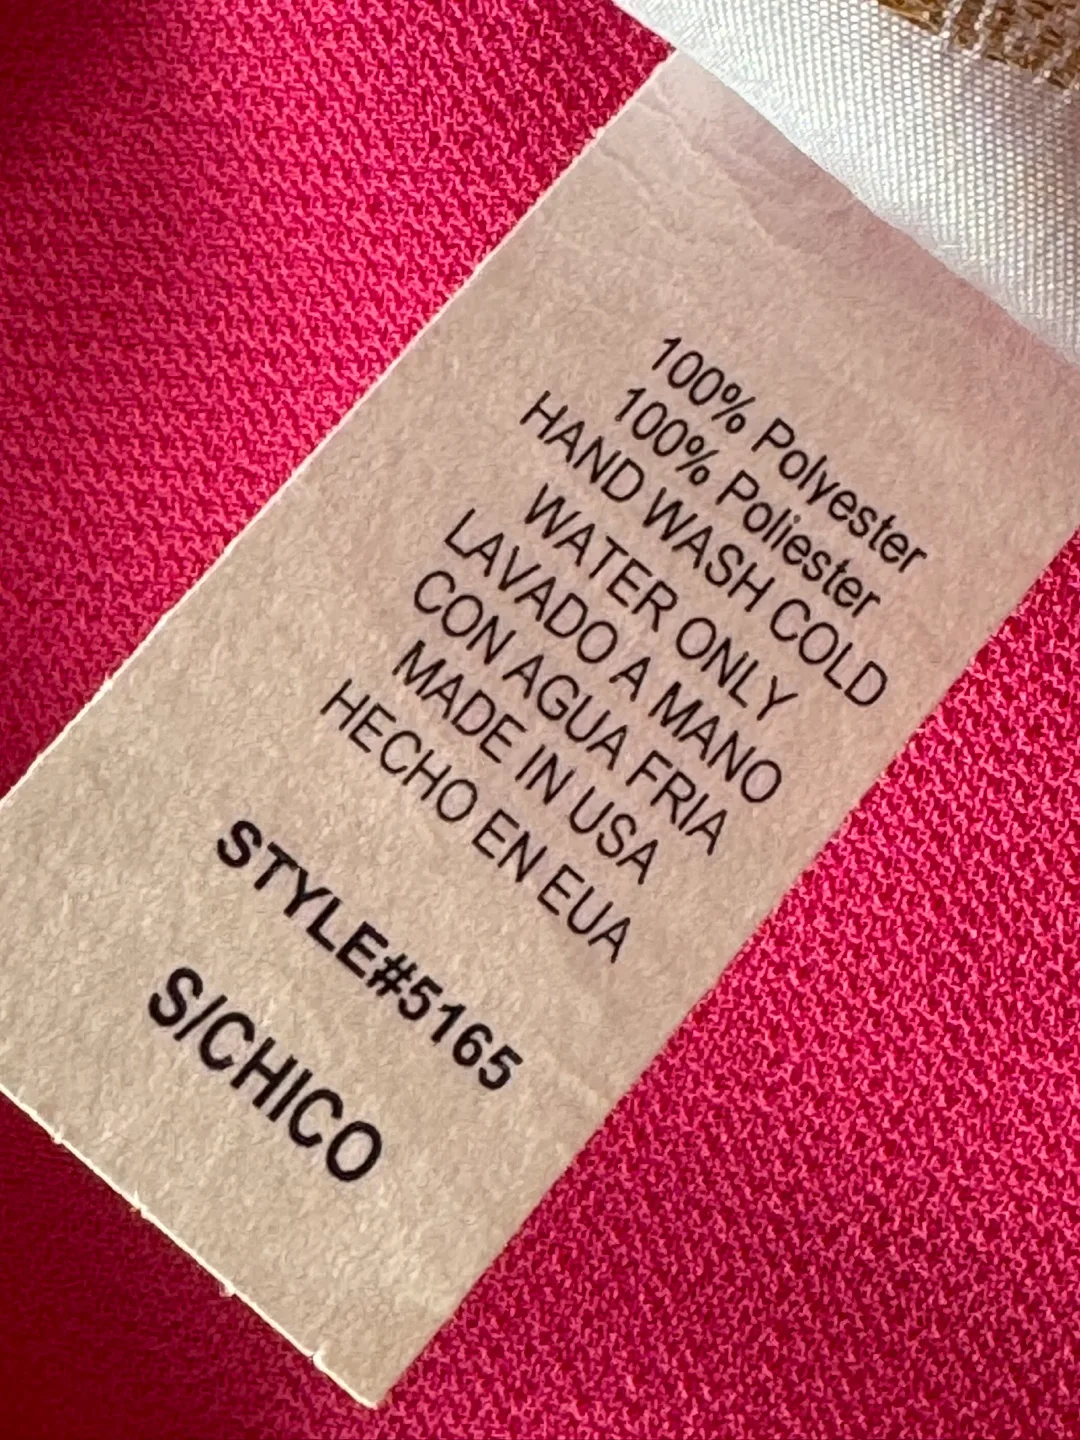 100% Polyester
100% Poliester
HAND WASH COLD
WATER ONLY
LAVADO A MANO
CON AGUA FRIA
MADE IN USA
HECHO EN EUA
STYLE#5165
S/CHICO